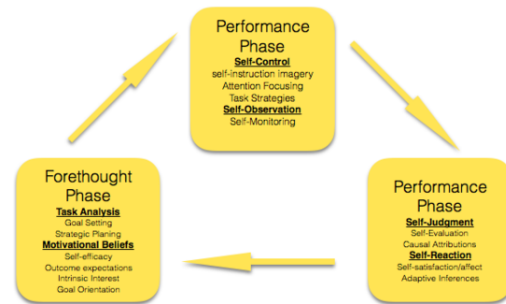 Performance
Phase
Self-Control
self-instruction imagery
Attention Focusing
Task Strategies
Self-Observation
Self-Monitoring
Forethought
Phase
Task Analysis
Goal Setting
Strategic Planing
Motivational Beliefs
Self-efficacy
Outcome expectations
Intrinsic Interest
Goal Orientation
Performance
Phase
Self-Judgment
Self-Evaluation
Causal Attributions
Self-Reaction
Self-satisfaction/affect
Adaptive Inferences